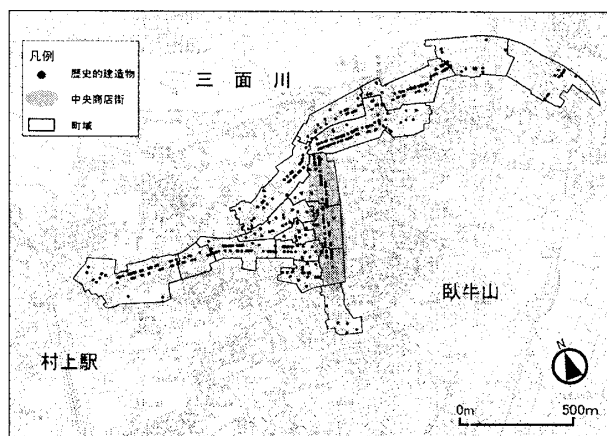 凡例
歴史的建造物
中央商店街
町域
三面川
臥牛山
村上駅
N
0m 500m